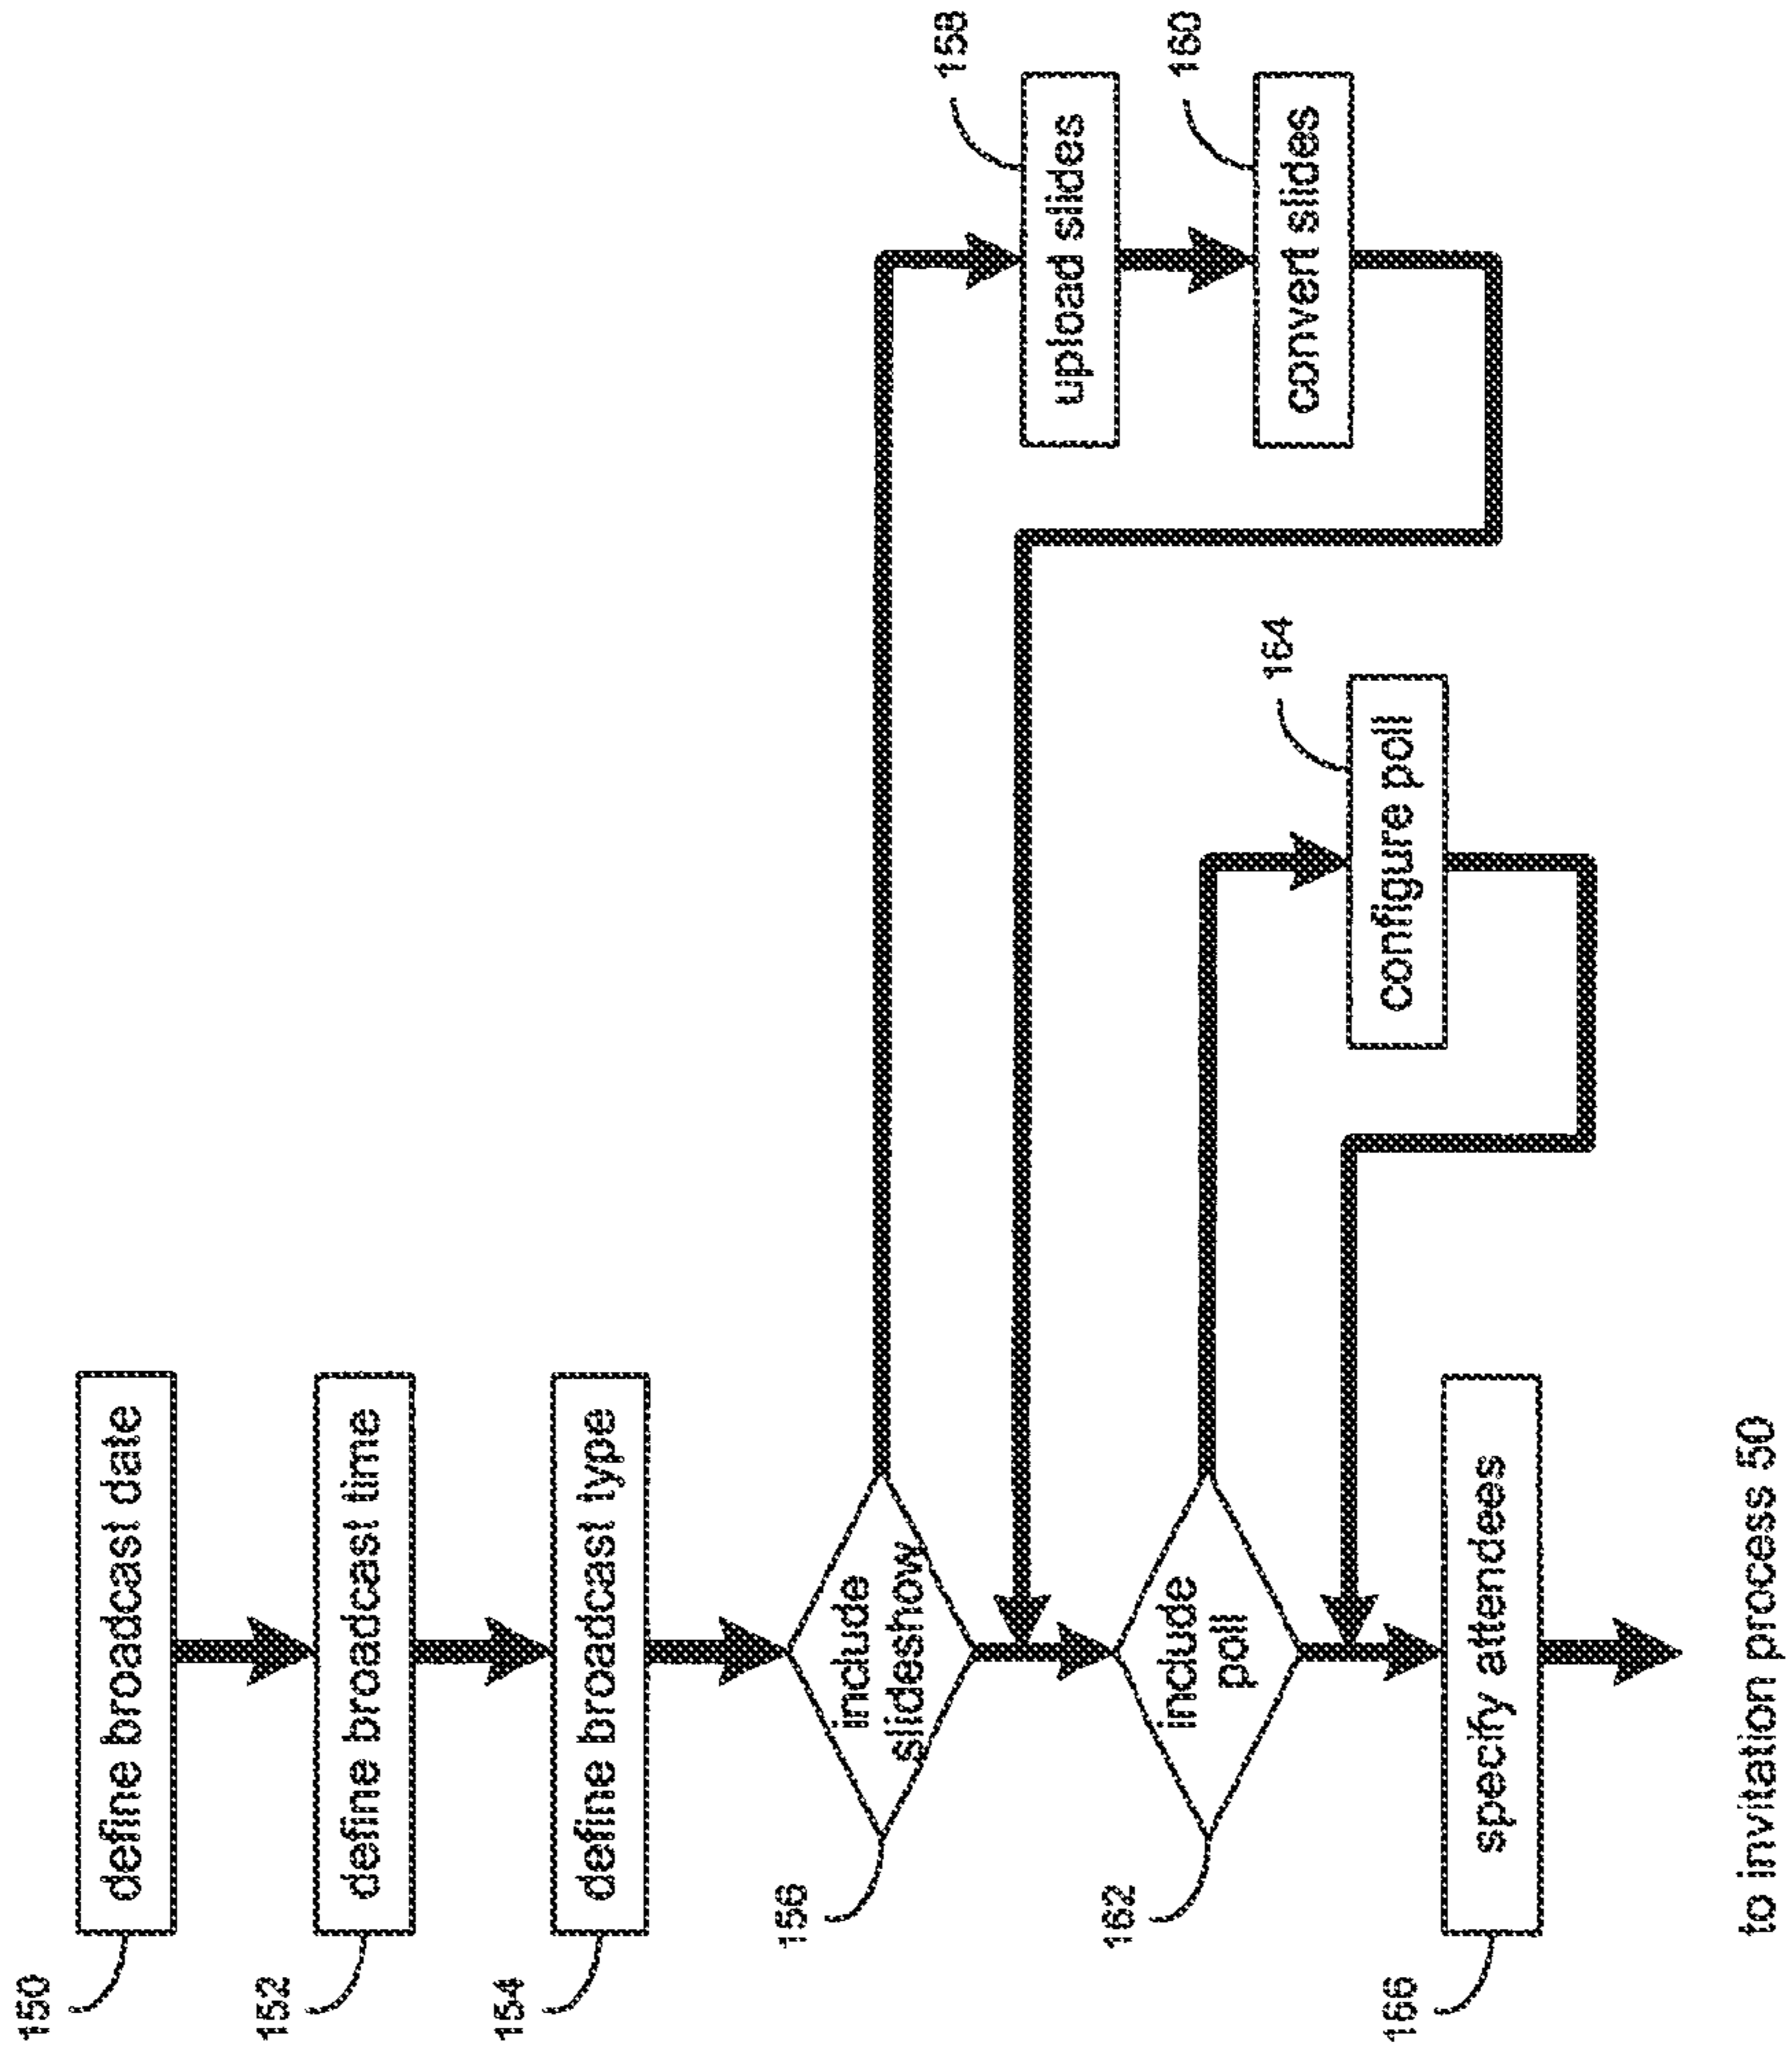 150
define broadcast date
152
define broadcast time
154
define broadcast type
156
include
slideshow
158
upload slides
160
convert slides
162
include
poll
164
configure poll
166
specify attendees
to invitation process 50